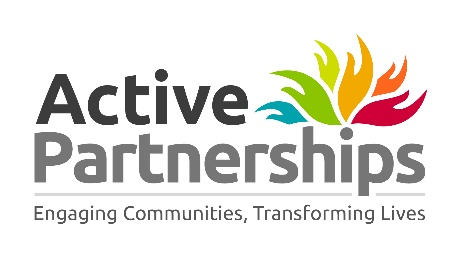 Active
Partnerships
Engaging Communities, Transforming Lives